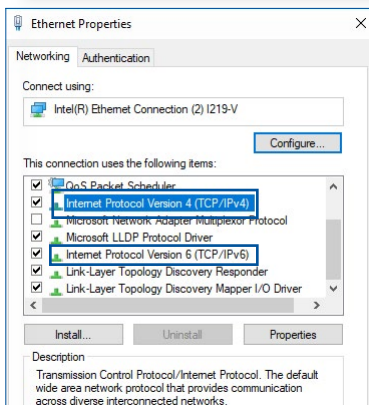 Ethernet Properties
Networking Authentication
Connect using:
Intel(R) Ethernet Connection (2) I219-V
Configure...
This connection uses the following items:
QoS Packet Scheduler
Internet Protocol Version 4 (TCP/IPv4)
Microsoft Network Adapter Multiplexor Protocol
Microsoft LLDP Protocol Driver
Internet Protocol Version 6 (TCP/IPv6)
Link-Layer Topology Discovery Responder
Link-Layer Topology Discovery Mapper I/O Driver
Install... Uninstall Properties
Description
Transmission Control Protocol/Internet Protocol. The default
wide area network protocol that provides communication
across diverse interconnected networks.